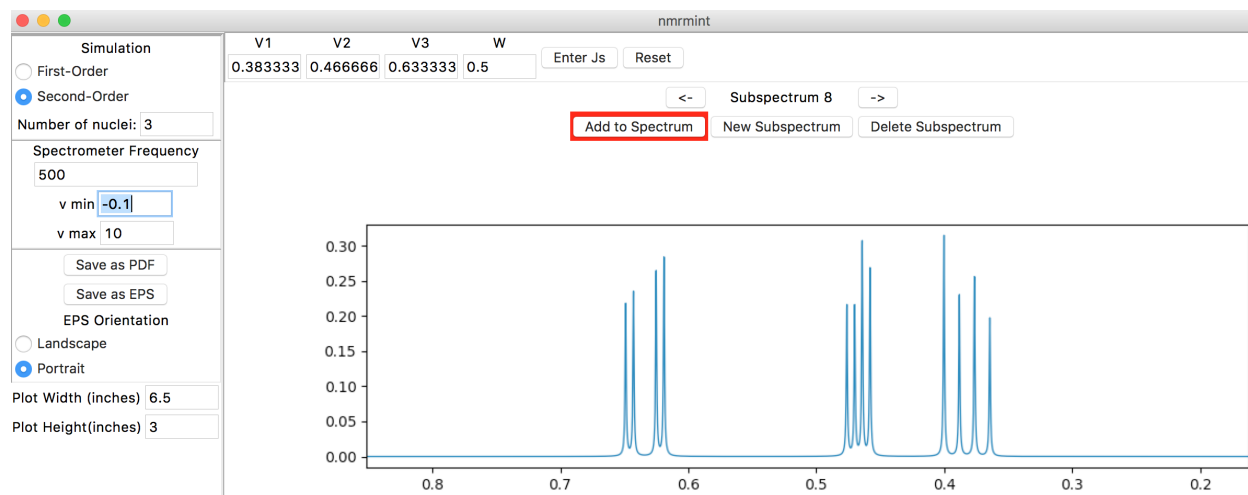 nmrmint
Simulation
First-Order
Second-Order
Number of nuclei: 3
Spectrometer Frequency
500
v min -0.1
v max 10
Save as PDF
Save as EPS
EPS Orientation
Landscape
Portrait
Plot Width (inches) 6.5
Plot Height(inches) 3
V1 V2 V3 W
0.383333 0.466666 0.633333 0.5 Enter Js Reset
<- Subspectrum 8 ->
Add to Spectrum New Subspectrum Delete Subspectrum
0.30
0.25
0.20
0.15
0.10
0.05
0.00
0.8 0.7 0.6 0.5 0.4 0.3 0.2